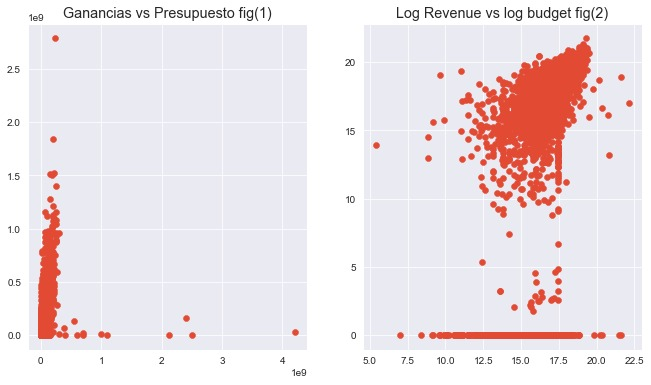 Ganancias vs Presupuesto fig(1)
1e9
2.5
2.0
1.5
1.0
0.5
0.0
0 1 2 3 4
1e9
Log Revenue vs log budget fig(2)
20
15
10
5
0
5.0 7.5 10.0 12.5 15.0 17.5 20.0 22.5